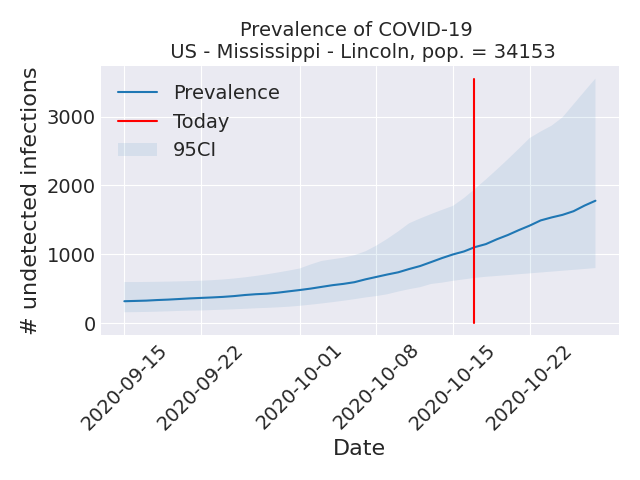 Prevalence of COVID-19
US - Mississippi - Lincoln, pop. = 34153
# undetected infections
3000
2000
1000
0
Prevalence
Today
95CI
2020-09-15
2020-09-22
2020-10-01
2020-10-08
2020-10-15
2020-10-22
Date